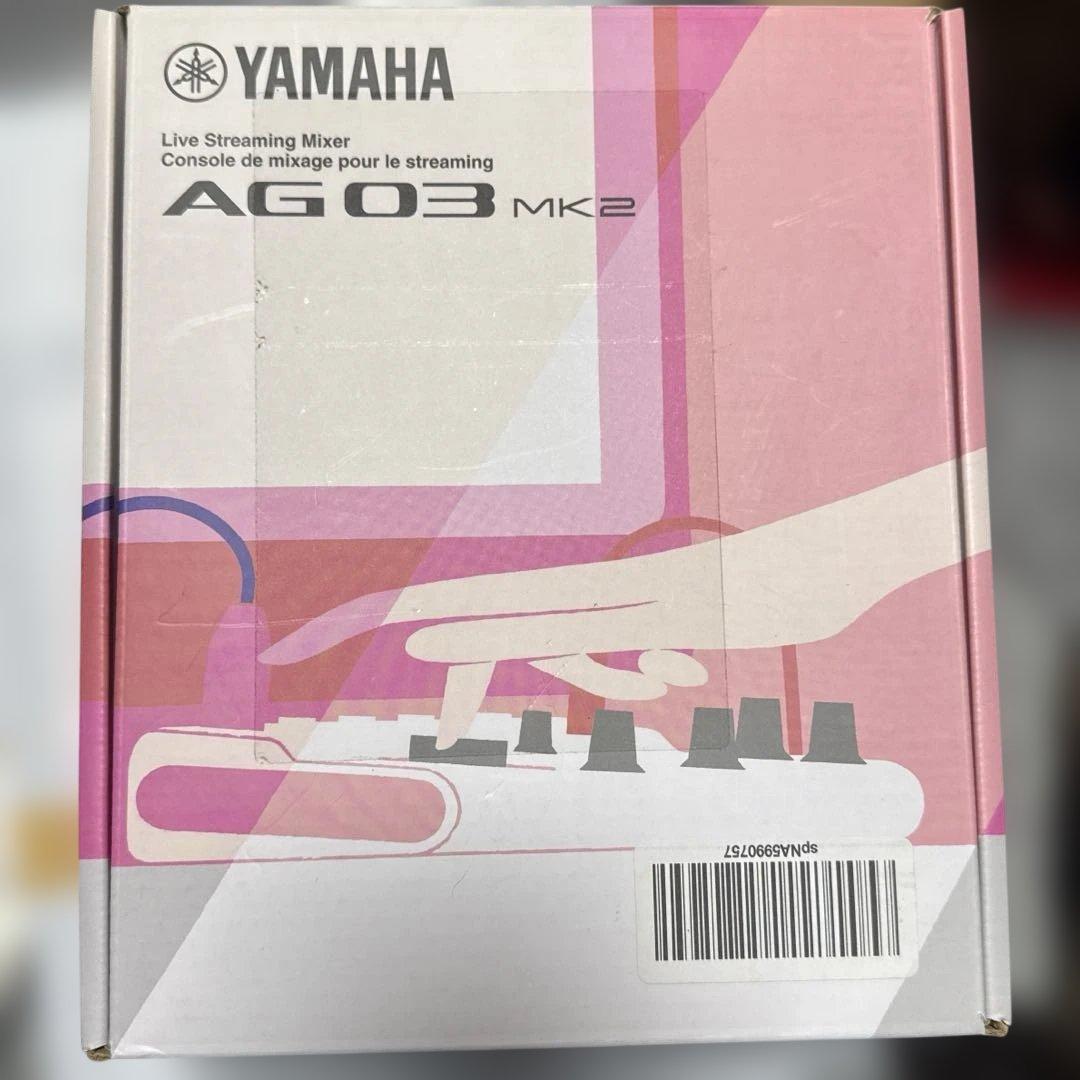 YAMAHA
Live Streaming Mixer
Console de mixage pour le streaming
AG03 MK2
spNA5990757